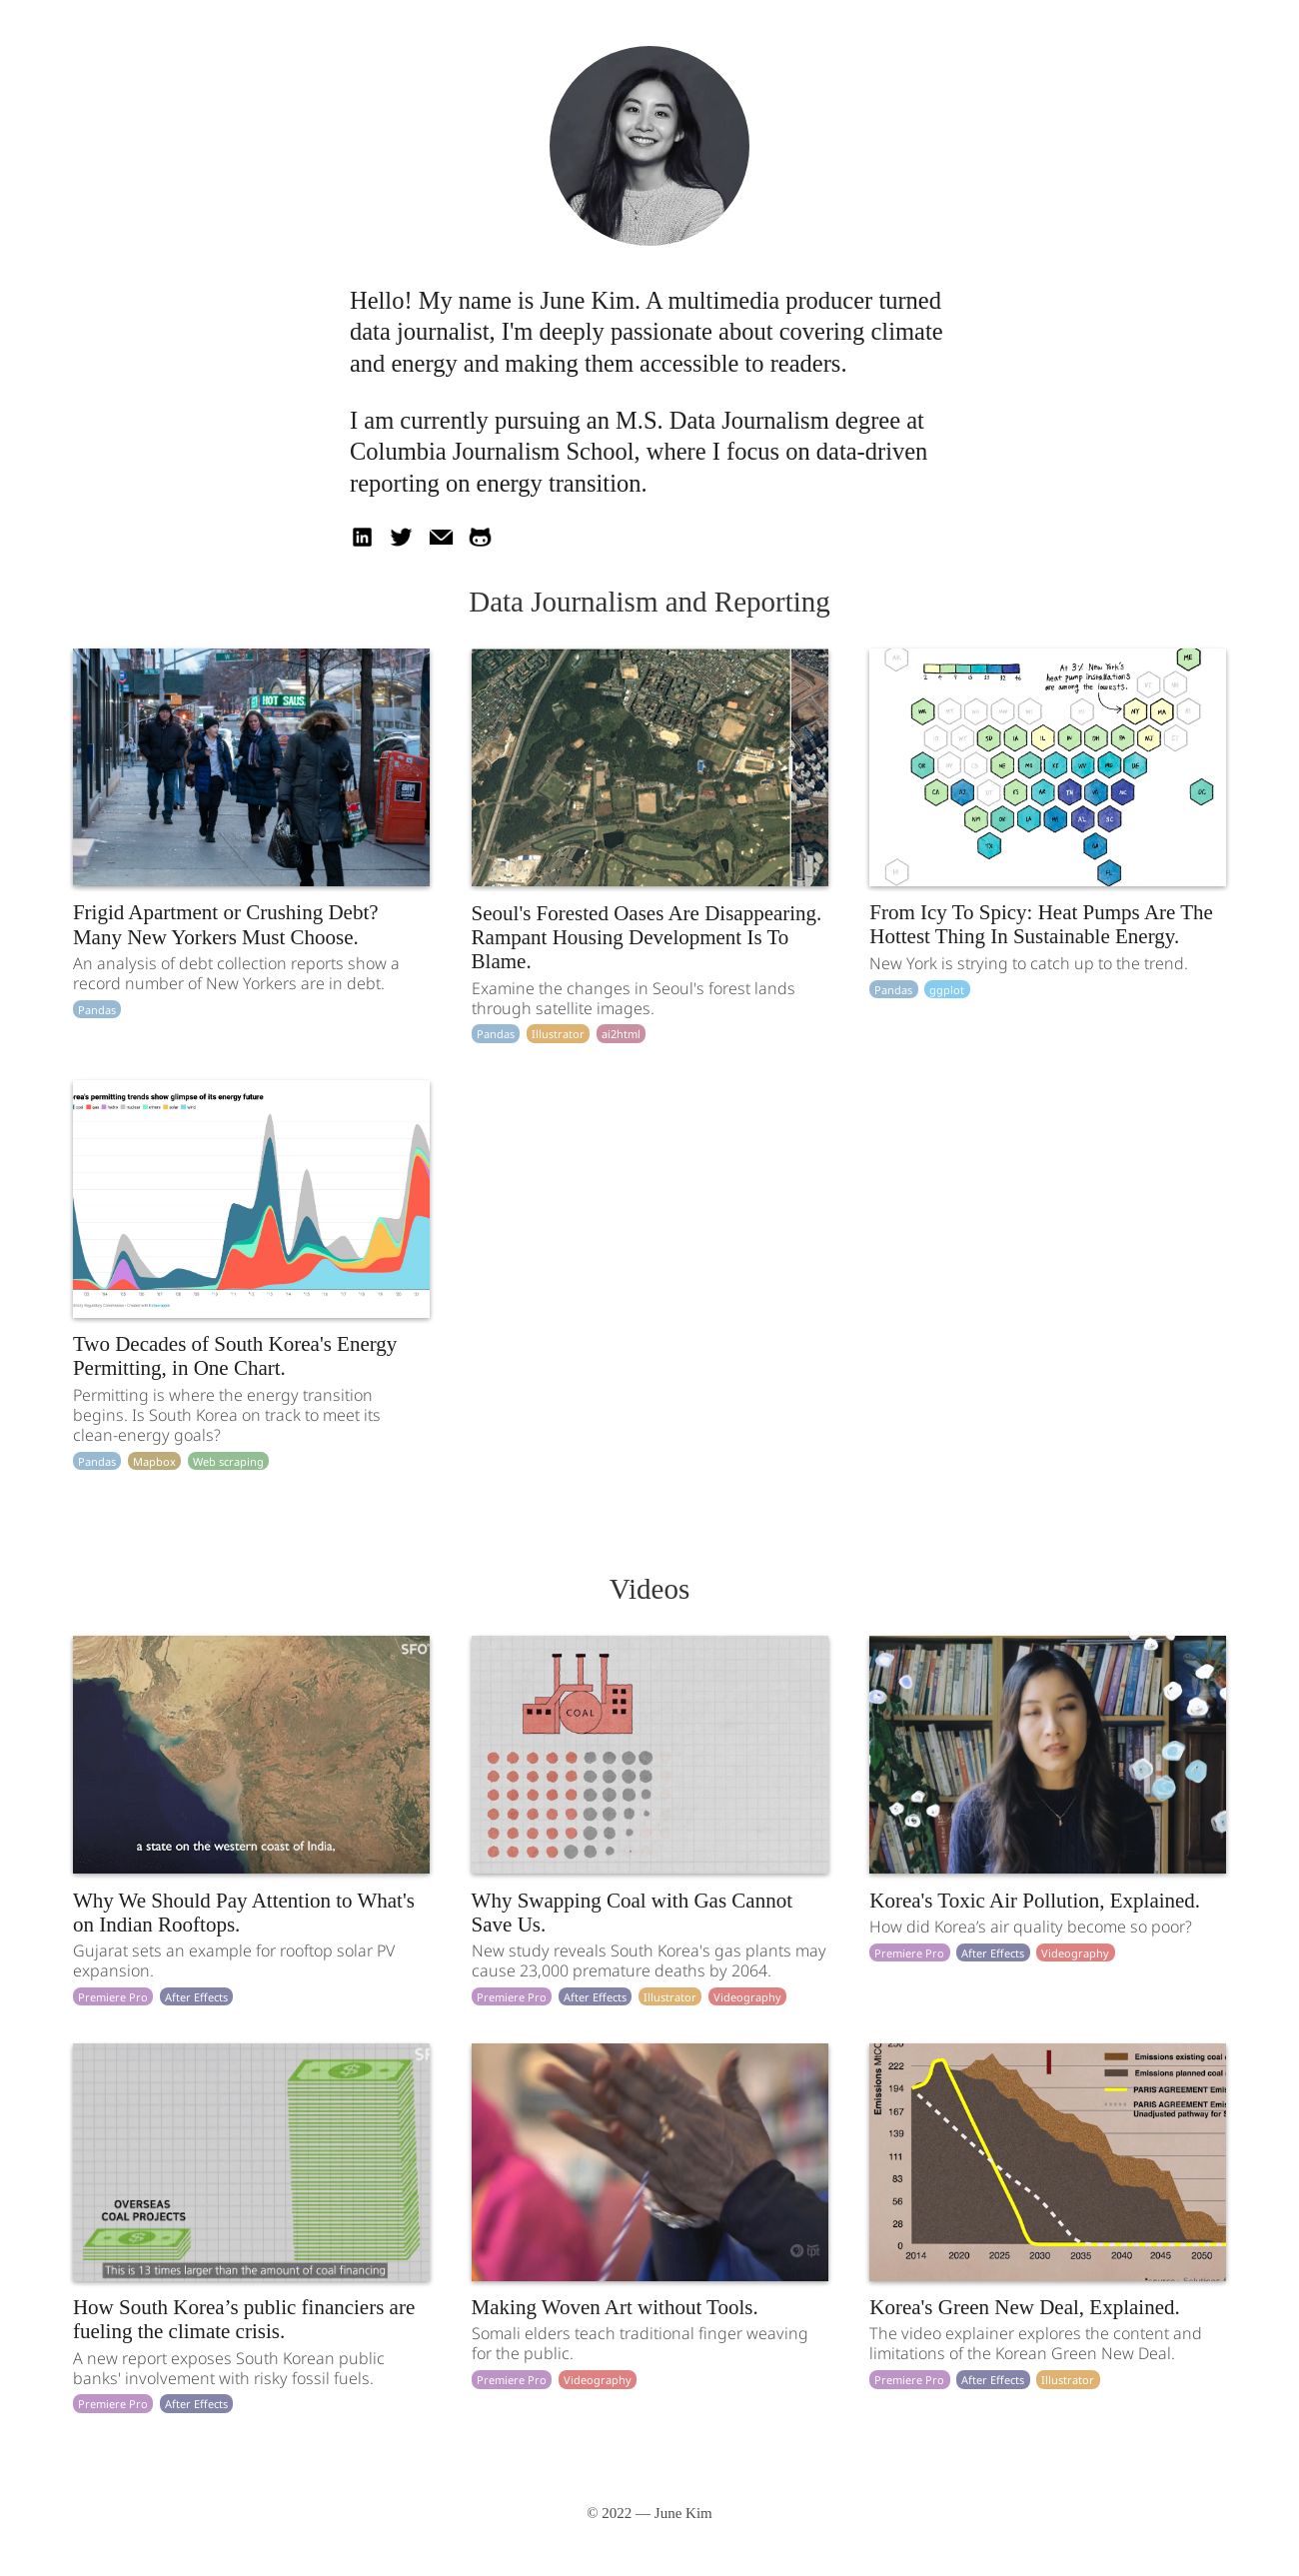 Hello! My name is June Kim. A multimedia producer turned
data journalist, I'm deeply passionate about covering climate
and energy and making them accessible to readers.
I am currently pursuing an M.S. Data Journalism degree at
Columbia Journalism School, where I focus on data-driven
reporting on energy transition.
in
Data Journalism and Reporting
HOT SAUS
At 3% New York's
heat pump installations
are among the lowests.
Frigid Apartment or Crushing Debt?
Many New Yorkers Must Choose.
An analysis of debt collection reports show a
record number of New Yorkers are in debt.
Pandas
Seoul's Forested Oases Are Disappearing.
Rampant Housing Development Is To
Blame.
Examine the changes in Seoul's forest lands
through satellite images.
Pandas Illustrator ai2html
From Icy To Spicy: Heat Pumps Are The
Hottest Thing In Sustainable Energy.
New York is strying to catch up to the trend.
Pandas ggplot
rea's permitting trends show glimpse of its energy future
coal gas hydro nuclear others solar wind
Two Decades of South Korea's Energy
Permitting, in One Chart.
Permitting is where the energy transition
begins. Is South Korea on track to meet its
clean-energy goals?
Pandas Mapbox Web scraping
Videos
SFO
a state on the western coast of India,
COAL
Why We Should Pay Attention to What's
on Indian Rooftops.
Gujarat sets an example for rooftop solar PV
expansion.
Premiere Pro After Effects
Why Swapping Coal with Gas Cannot
Save Us.
New study reveals South Korea's gas plants may
cause 23,000 premature deaths by 2064.
Premiere Pro After Effects Illustrator Videography
Korea's Toxic Air Pollution, Explained.
How did Korea’s air quality become so poor?
Premiere Pro After Effects Videography
OVERSEAS
COAL PROJECTS
This is 13 times larger than the amount of coal financing
tpt
Emissions MtCO
222
194
167
139
111
83
56
28
0
2014 2020 2025 2030 2035 2040 2045 2050
Emissions existing coal
Emissions planned coal
PARIS AGREEMENT Emis
PARIS AGREEMENT Emis
Unadjusted pathway for S
How South Korea’s public financiers are
fueling the climate crisis.
A new report exposes South Korean public
banks' involvement with risky fossil fuels.
Premiere Pro After Effects
Making Woven Art without Tools.
Somali elders teach traditional finger weaving
for the public.
Premiere Pro Videography
Korea's Green New Deal, Explained.
The video explainer explores the content and
limitations of the Korean Green New Deal.
Premiere Pro After Effects Illustrator
© 2022 — June Kim